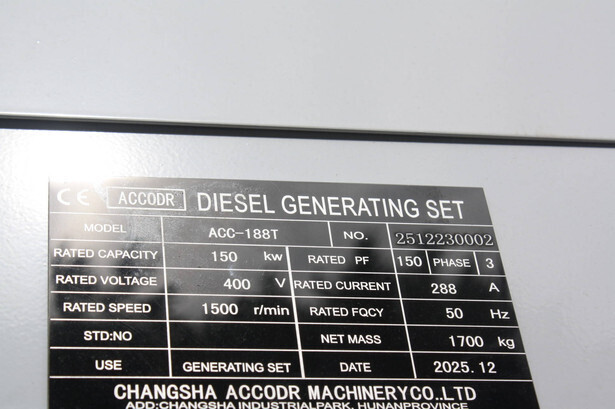 CE ACCODR DIESEL GENERATING SET
MODEL ACC-188T NO. 2512230002
RATED CAPACITY 150 kw RATED PF 150 PHASE 3
RATED VOLTAGE 400 V RATED CURRENT 288 A
RATED SPEED 1500 r/min RATED FQCY 50 Hz
STD:NO NET MASS 1700 kg
USE GENERATING SET DATE 2025.12
CHANGSHA ACCODR MACHINERYCO.,LTD
ADD:CHANGSHA INDUSTRIALPARK, HUNANPROVINCE